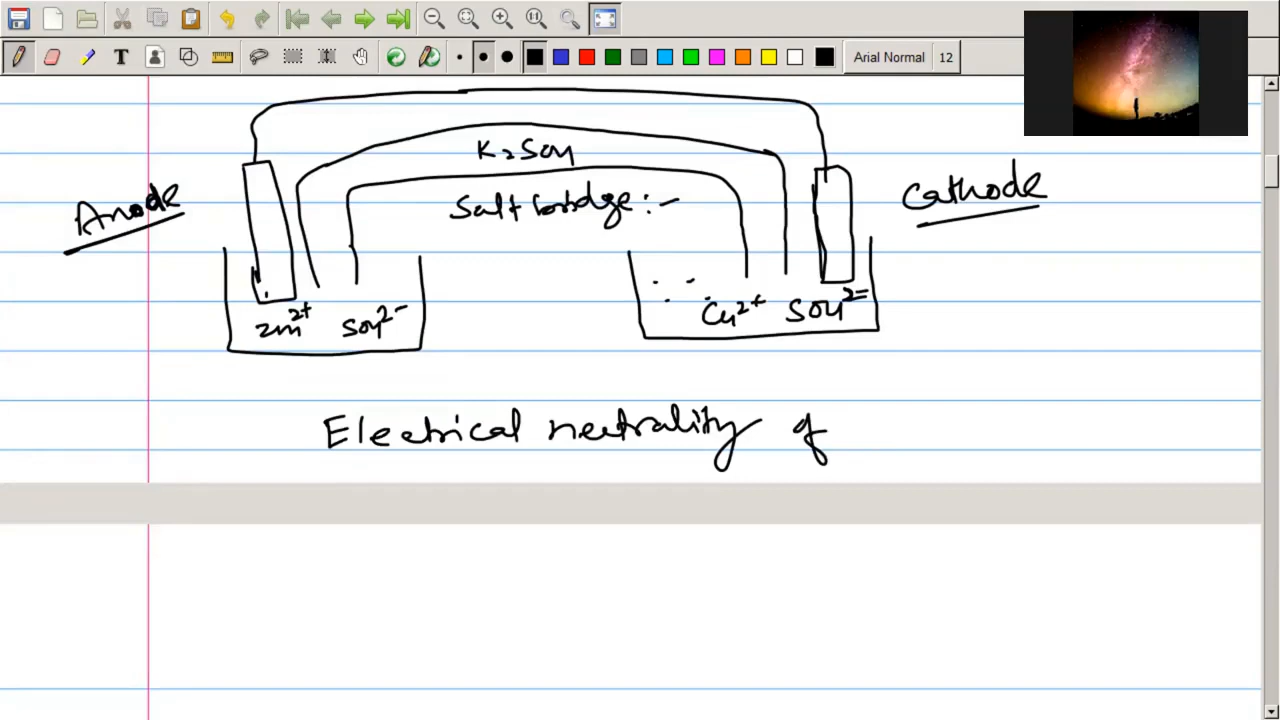 Arial Normal 12
K2SO4
Anode
Salt bridge :-
Cathode
Zn2+ SO42-
Cu2+ SO42-
Electrical neutrality of